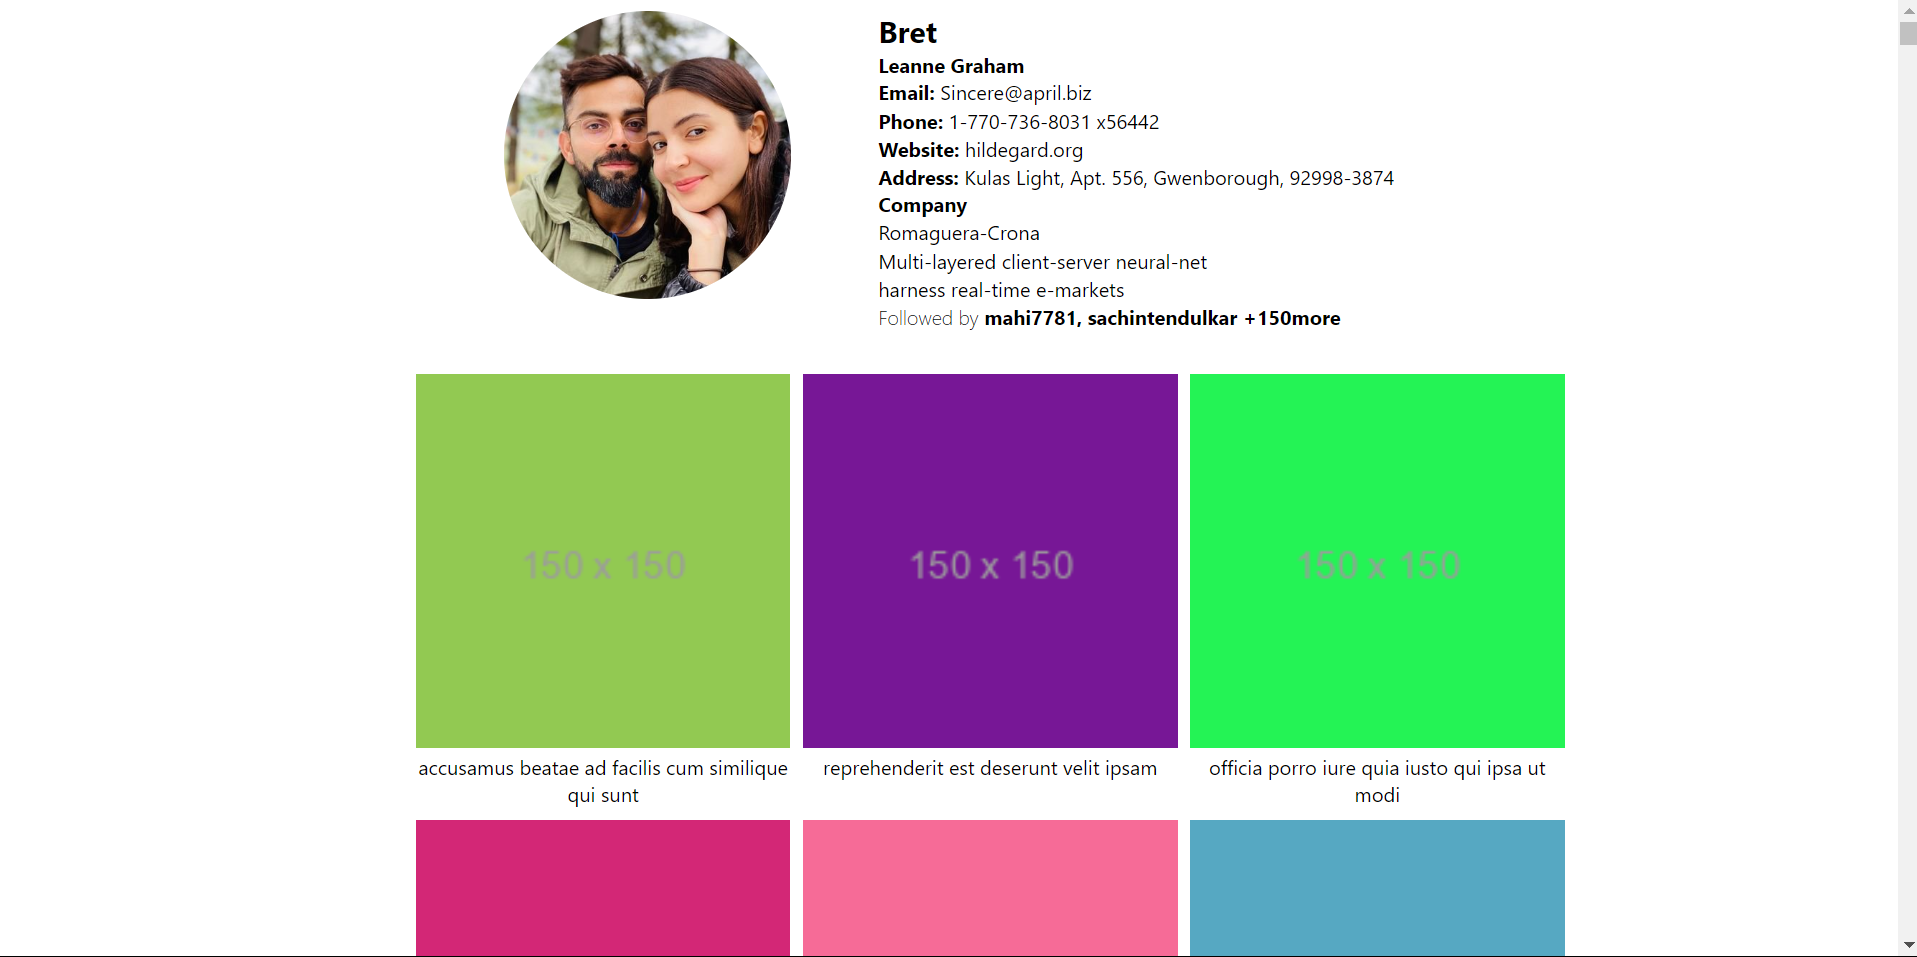 Bret
Leanne Graham
Email: Sincere@april.biz
Phone: 1-770-736-8031 x56442
Website: hildegard.org
Address: Kulas Light, Apt. 556, Gwenborough, 92998-3874
Company
Romaguera-Crona
Multi-layered client-server neural-net
harness real-time e-markets
Followed by mahi7781, sachintendulkar +150more
150 x 150
150 x 150
150 x 150
accusamus beatae ad facilis cum similique
qui sunt
reprehenderit est deserunt velit ipsam
officia porro iure quia iusto qui ipsa ut
modi